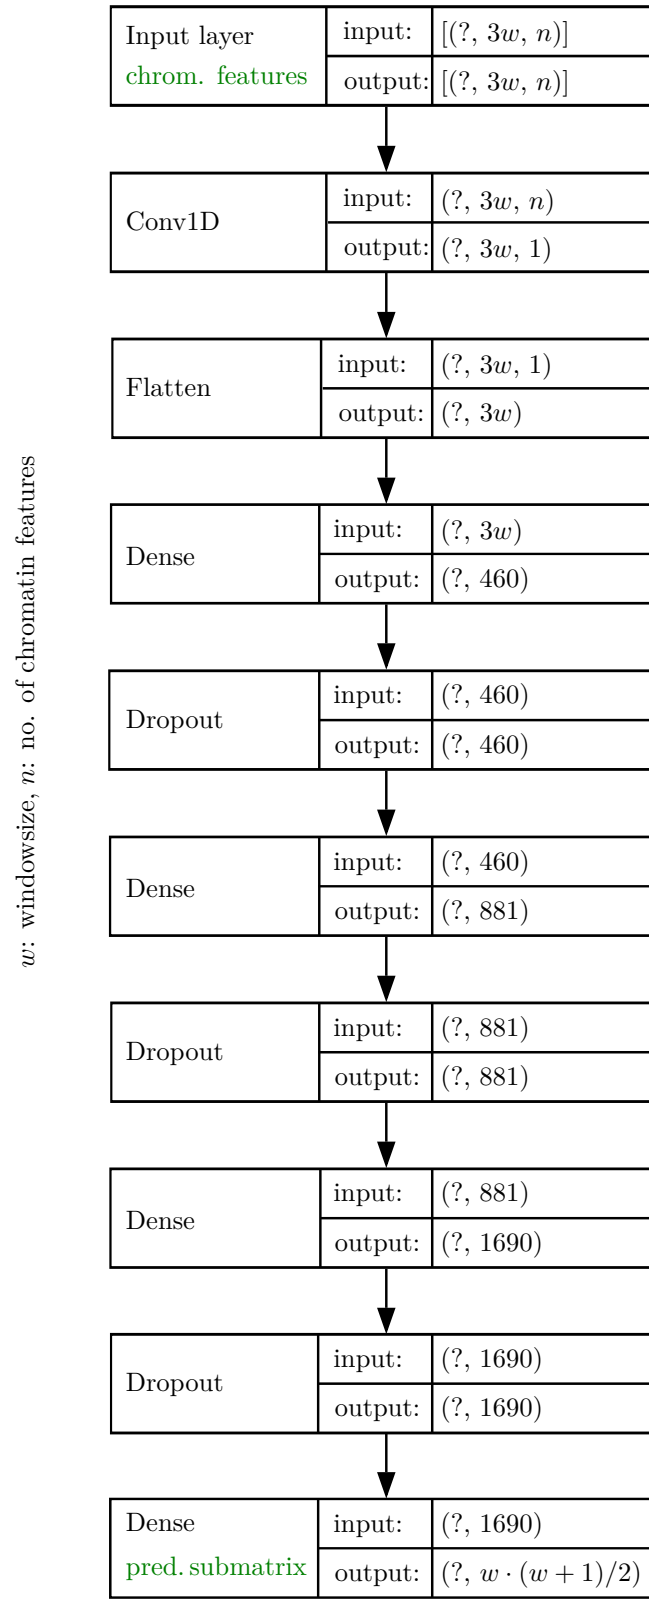 Input layer
chrom. features
input:
[(?, 3w, n)]
output:
[(?, 3w, n)]
Conv1D
input:
(?, 3w, n)
output:
(?, 3w, 1)
Flatten
input:
(?, 3w, 1)
output:
(?, 3w)
Dense
input:
(?, 3w)
output:
(?, 460)
Dropout
input:
(?, 460)
output:
(?, 460)
Dense
input:
(?, 460)
output:
(?, 881)
Dropout
input:
(?, 881)
output:
(?, 881)
Dense
input:
(?, 881)
output:
(?, 1690)
Dropout
input:
(?, 1690)
output:
(?, 1690)
Dense
pred. submatrix
input:
(?, 1690)
output:
(?, w · (w + 1)/2)
w: windowsize, n: no. of chromatin features